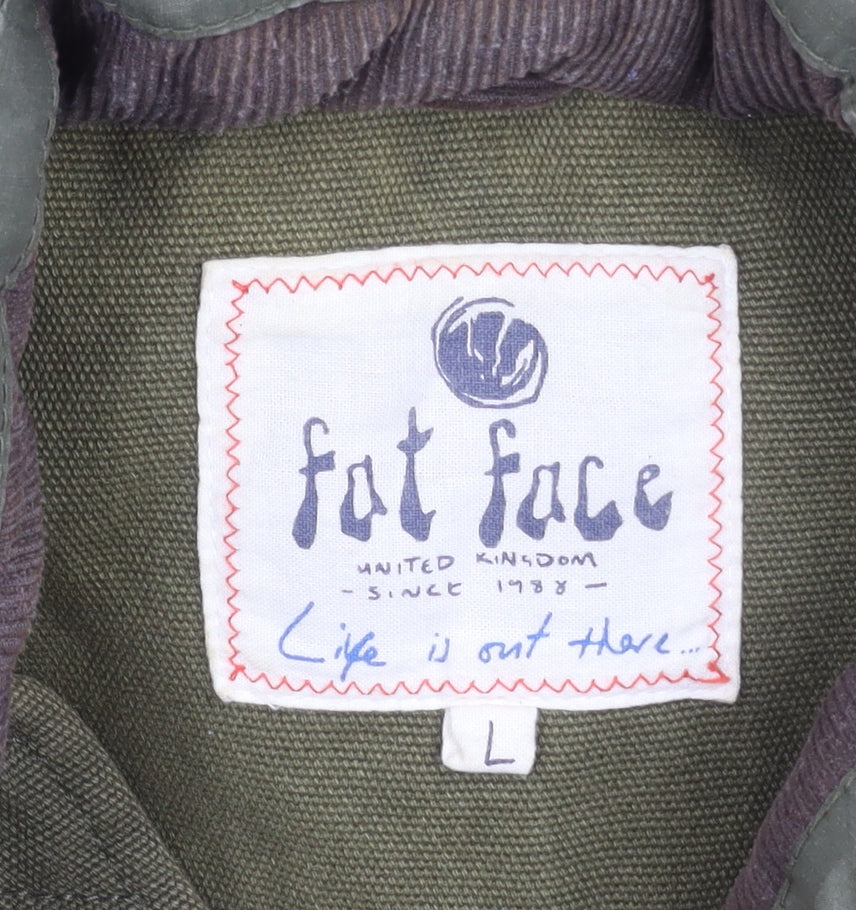 fat face
UNITED KINGDOM
- SINCE 1988 -
Life is out there...
L